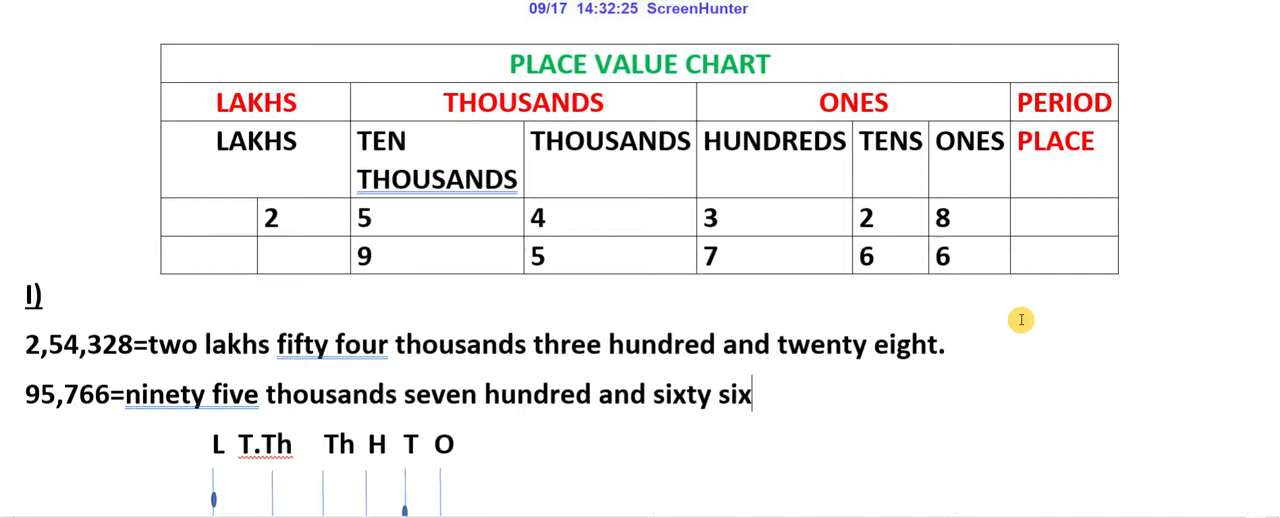 09/17 14:32:25 ScreenHunter
PLACE VALUE CHART
LAKHS THOUSANDS ONES PERIOD
LAKHS TEN THOUSANDS THOUSANDS HUNDREDS TENS ONES PLACE
2 5 4 3 2 8
9 5 7 6 6
I)
2,54,328=two lakhs fifty four thousands three hundred and twenty eight.
95,766=ninety five thousands seven hundred and sixty six
L T.Th Th H T O